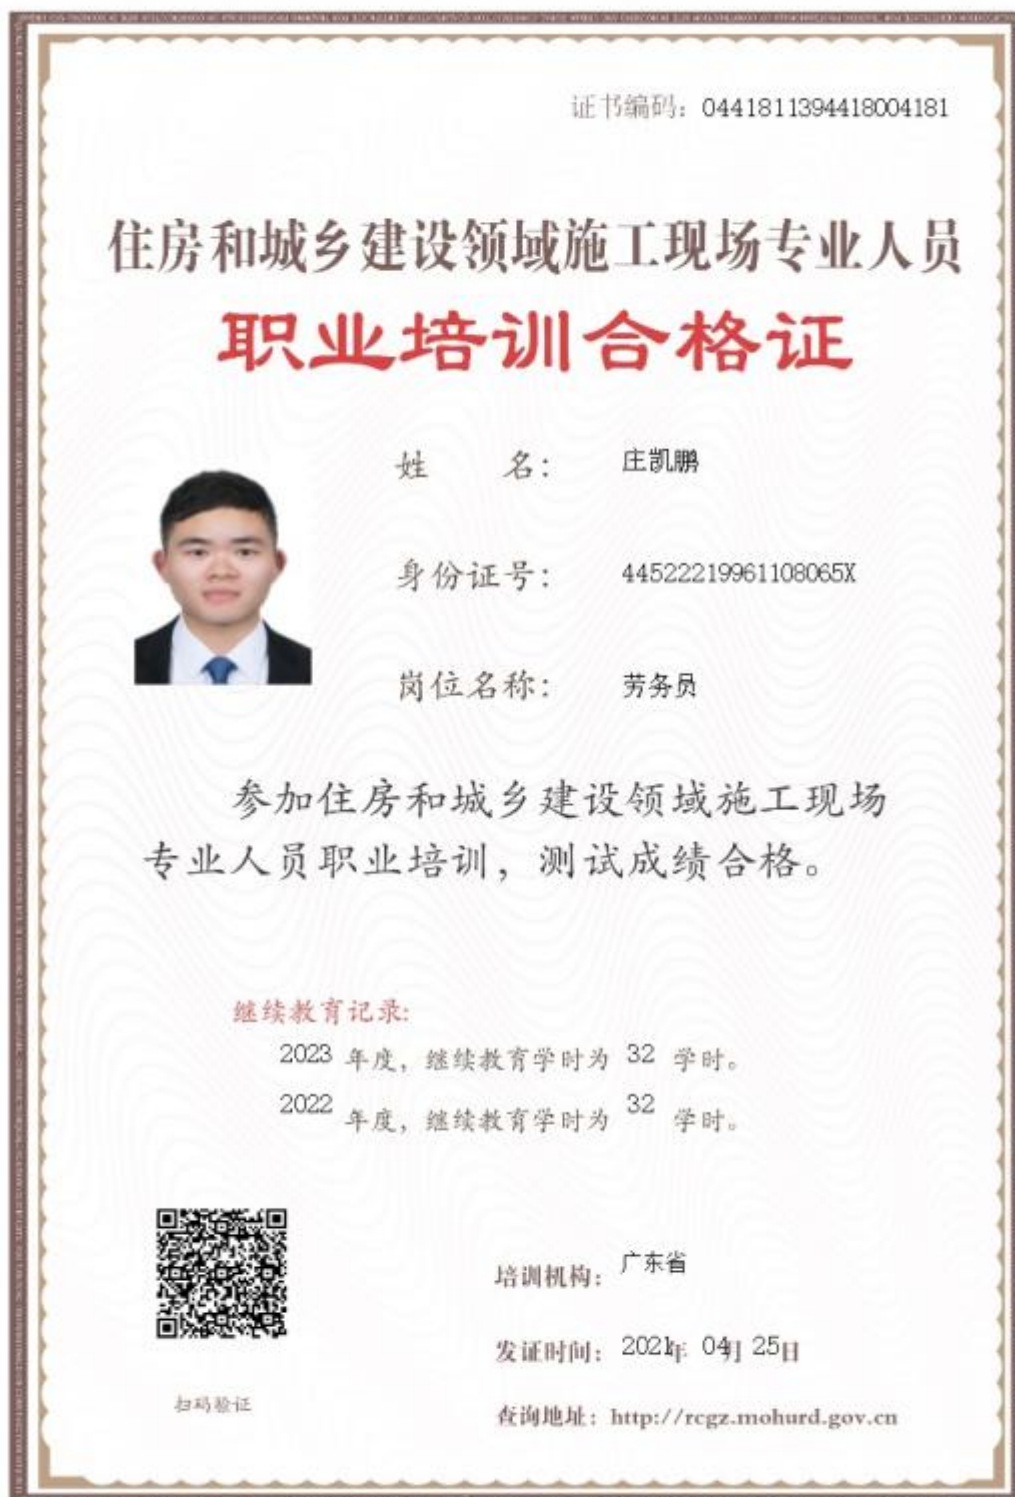 证书编码：0441811394418004181
住房和城乡建设领域施工现场专业人员
职业培训合格证
姓 名： 庄凯鹏
身份证号： 44522219961108065X
岗位名称： 劳务员
参加住房和城乡建设领域施工现场
专业人员职业培训，测试成绩合格。
继续教育记录:
2023 年度，继续教育学时为 32 学时。
2022 年度，继续教育学时为 32 学时。
培训机构： 广东省
发证时间： 2021年 04月 25日
扫码验证
查询地址：http://rcgz.mohurd.gov.cn